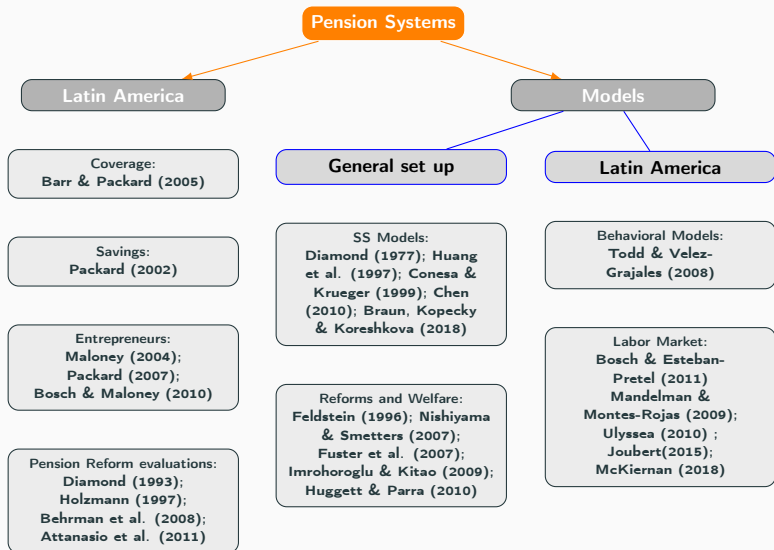 Pension Systems
Latin America
Coverage:
Barr & Packard (2005)
Savings:
Packard (2002)
Entrepreneurs:
Maloney (2004);
Packard (2007);
Bosch & Maloney (2010)
Pension Reform evaluations:
Diamond (1993);
Holzmann (1997);
Behrman et al. (2008);
Attanasio et al. (2011)
Models
General set up
SS Models:
Diamond (1977); Huang
et al. (1997); Conesa &
Krueger (1999); Chen
(2010); Braun, Kopecky
& Koreshkova (2018)
Reforms and Welfare:
Feldstein (1996); Nishiyama
& Smetters (2007);
Fuster et al. (2007);
Imrohoroglu & Kitao (2009);
Huggett & Parra (2010)
Latin America
Behavioral Models:
Todd & Velez-
Grajales (2008)
Labor Market:
Bosch & Esteban-
Pretel (2011)
Mandelman &
Montes-Rojas (2009);
Ulyssea (2010) ;
Joubert(2015);
McKiernan (2018)